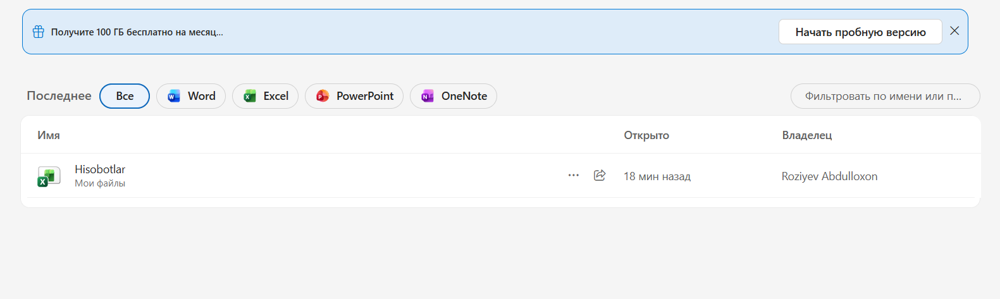 Получите 100 ГБ бесплатно на месяц...
Начать пробную версию
Последнее
Все
Word
Excel
PowerPoint
OneNote
Фильтровать по имени или п...
Имя
Открыто
Владелец
Hisobotlar
Мои файлы
18 мин назад
Roziyev Abdulloxon